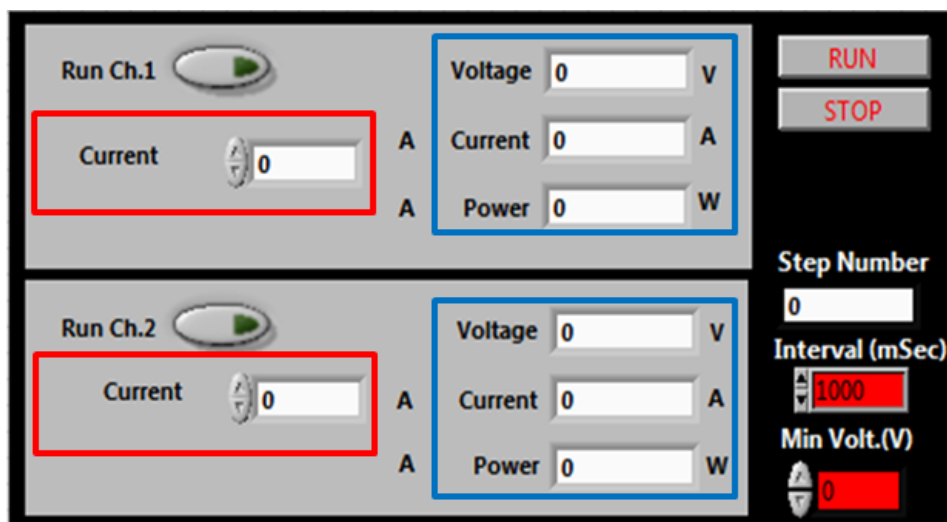 Run Ch.1
Current 0 A
A
Voltage 0 V
Current 0 A
Power 0 W
Run Ch.2
Current 0 A
A
Voltage 0 V
Current 0 A
Power 0 W
RUN
STOP
Step Number
0
Interval (mSec)
1000
Min Volt.(V)
0